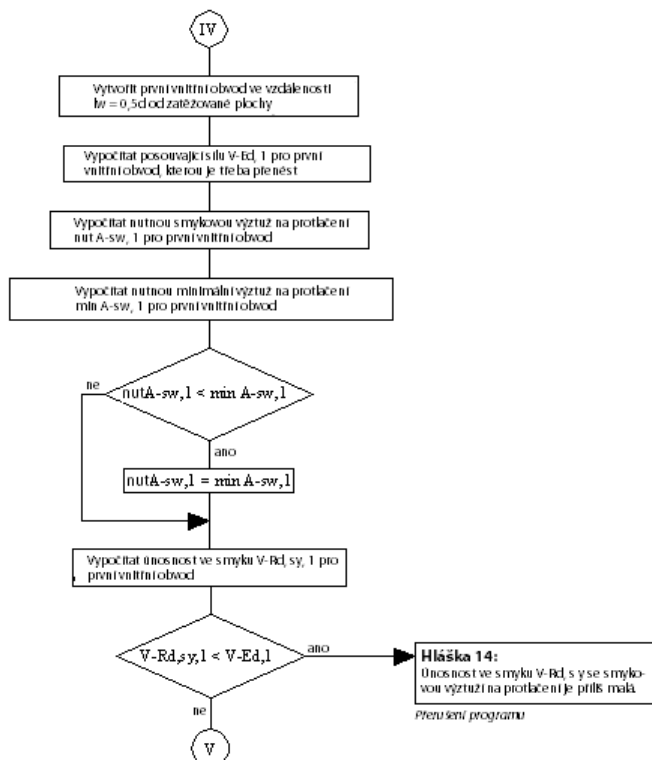 IV
Vytvořit první vnitřní obvod ve vzdálenosti
lw = 0,5d od zatěžované plochy
Vypočítat posouvající sílu V-Ed, 1 pro první
vnitřní obvod, kterou je třeba přenést
Vypočítat nutnou smykovou výztuž na protlačení
nut A-sw, 1 pro první vnitřní obvod
Vypočítat nutnou minimální výztuž na protlačení
min A-sw, 1 pro první vnitřní obvod
ne
nutA-sw,1 < min A-sw,1
ano
nutA-sw,1 = min A-sw,1
Vypočítat únosnost ve smyku V-Rd, sy, 1 pro
první vnitřní obvod
V-Rd,sy,1 < V-Ed,1
ano
Hláška 14:
Únosnost ve smyku V-Rd, s y se smyko-
vou výztuží na protlačení je příliš malá.
Přerušení programu
ne
V